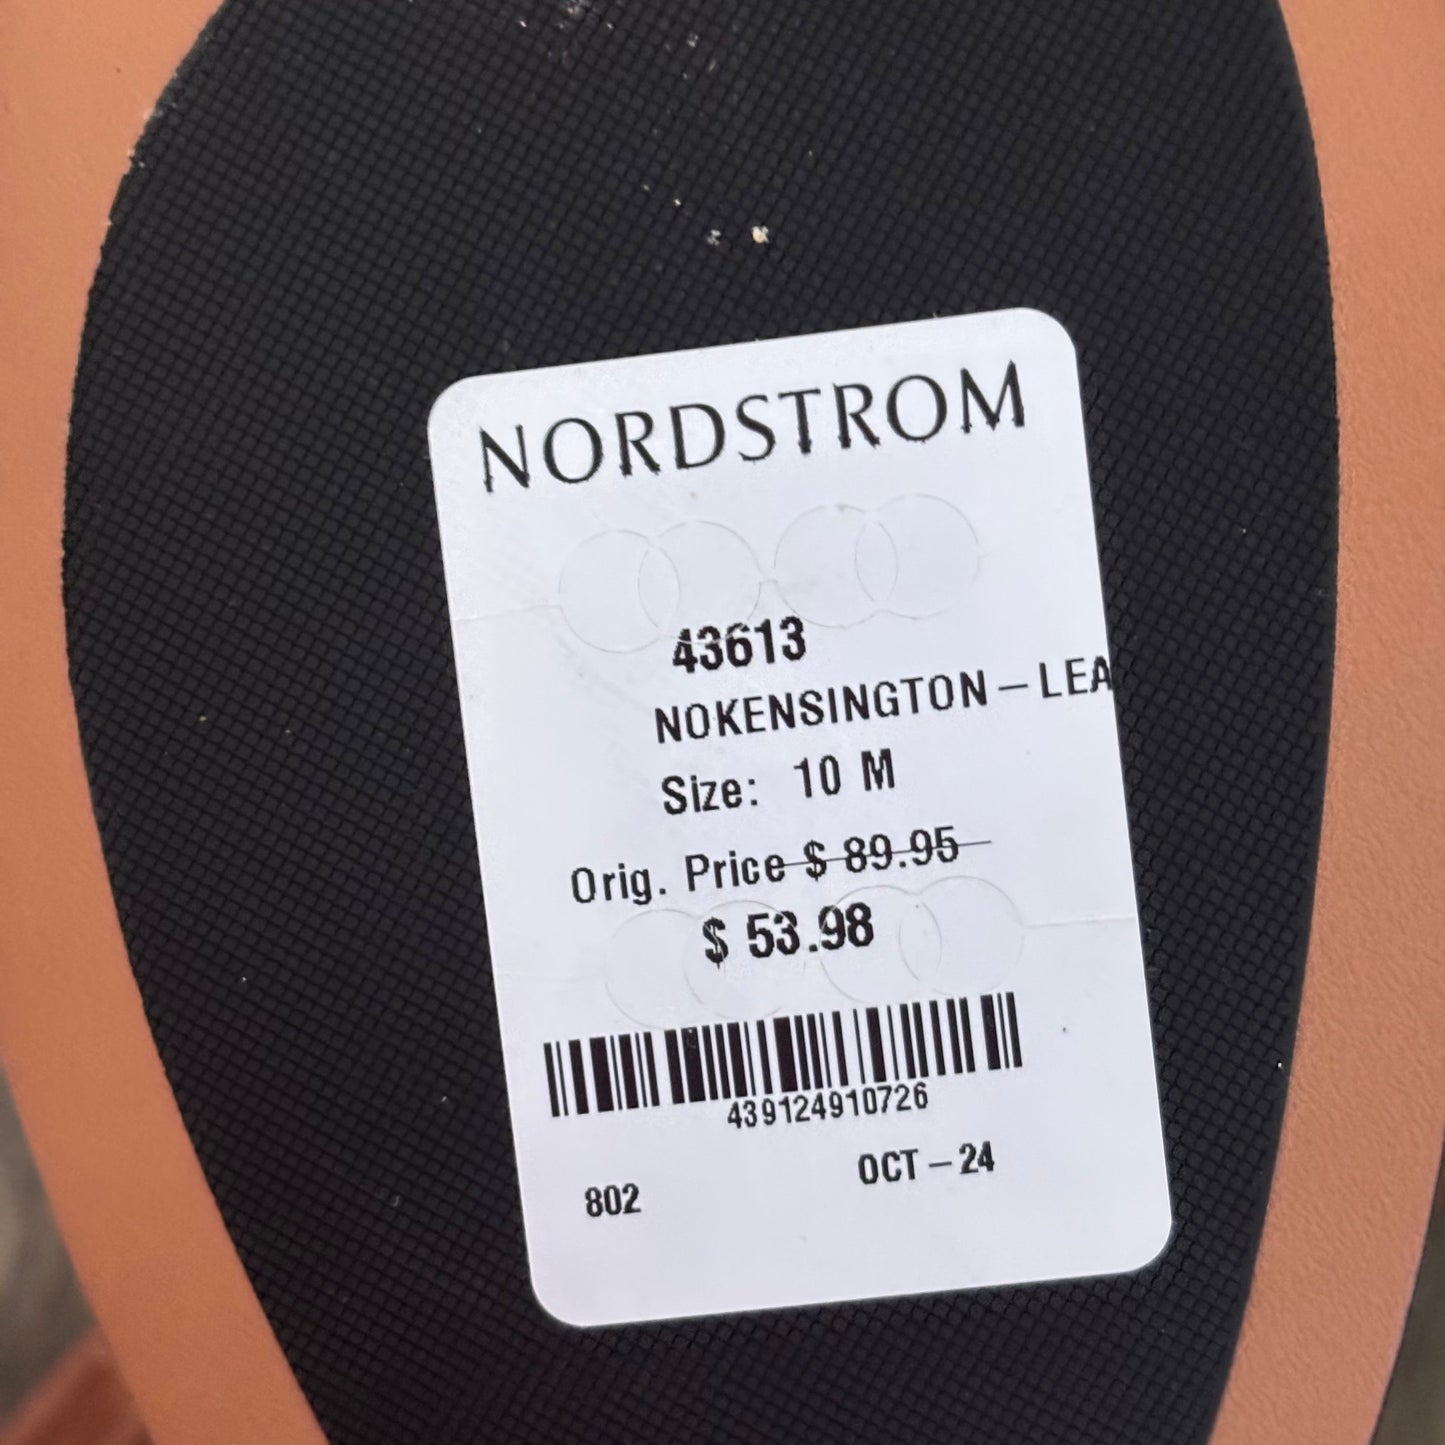 NORDSTROM
43613
NOKENSINGTON – LEA
Size: 10 M
Orig. Price $ 89.95
$ 53.98
439124910726
OCT – 24
802